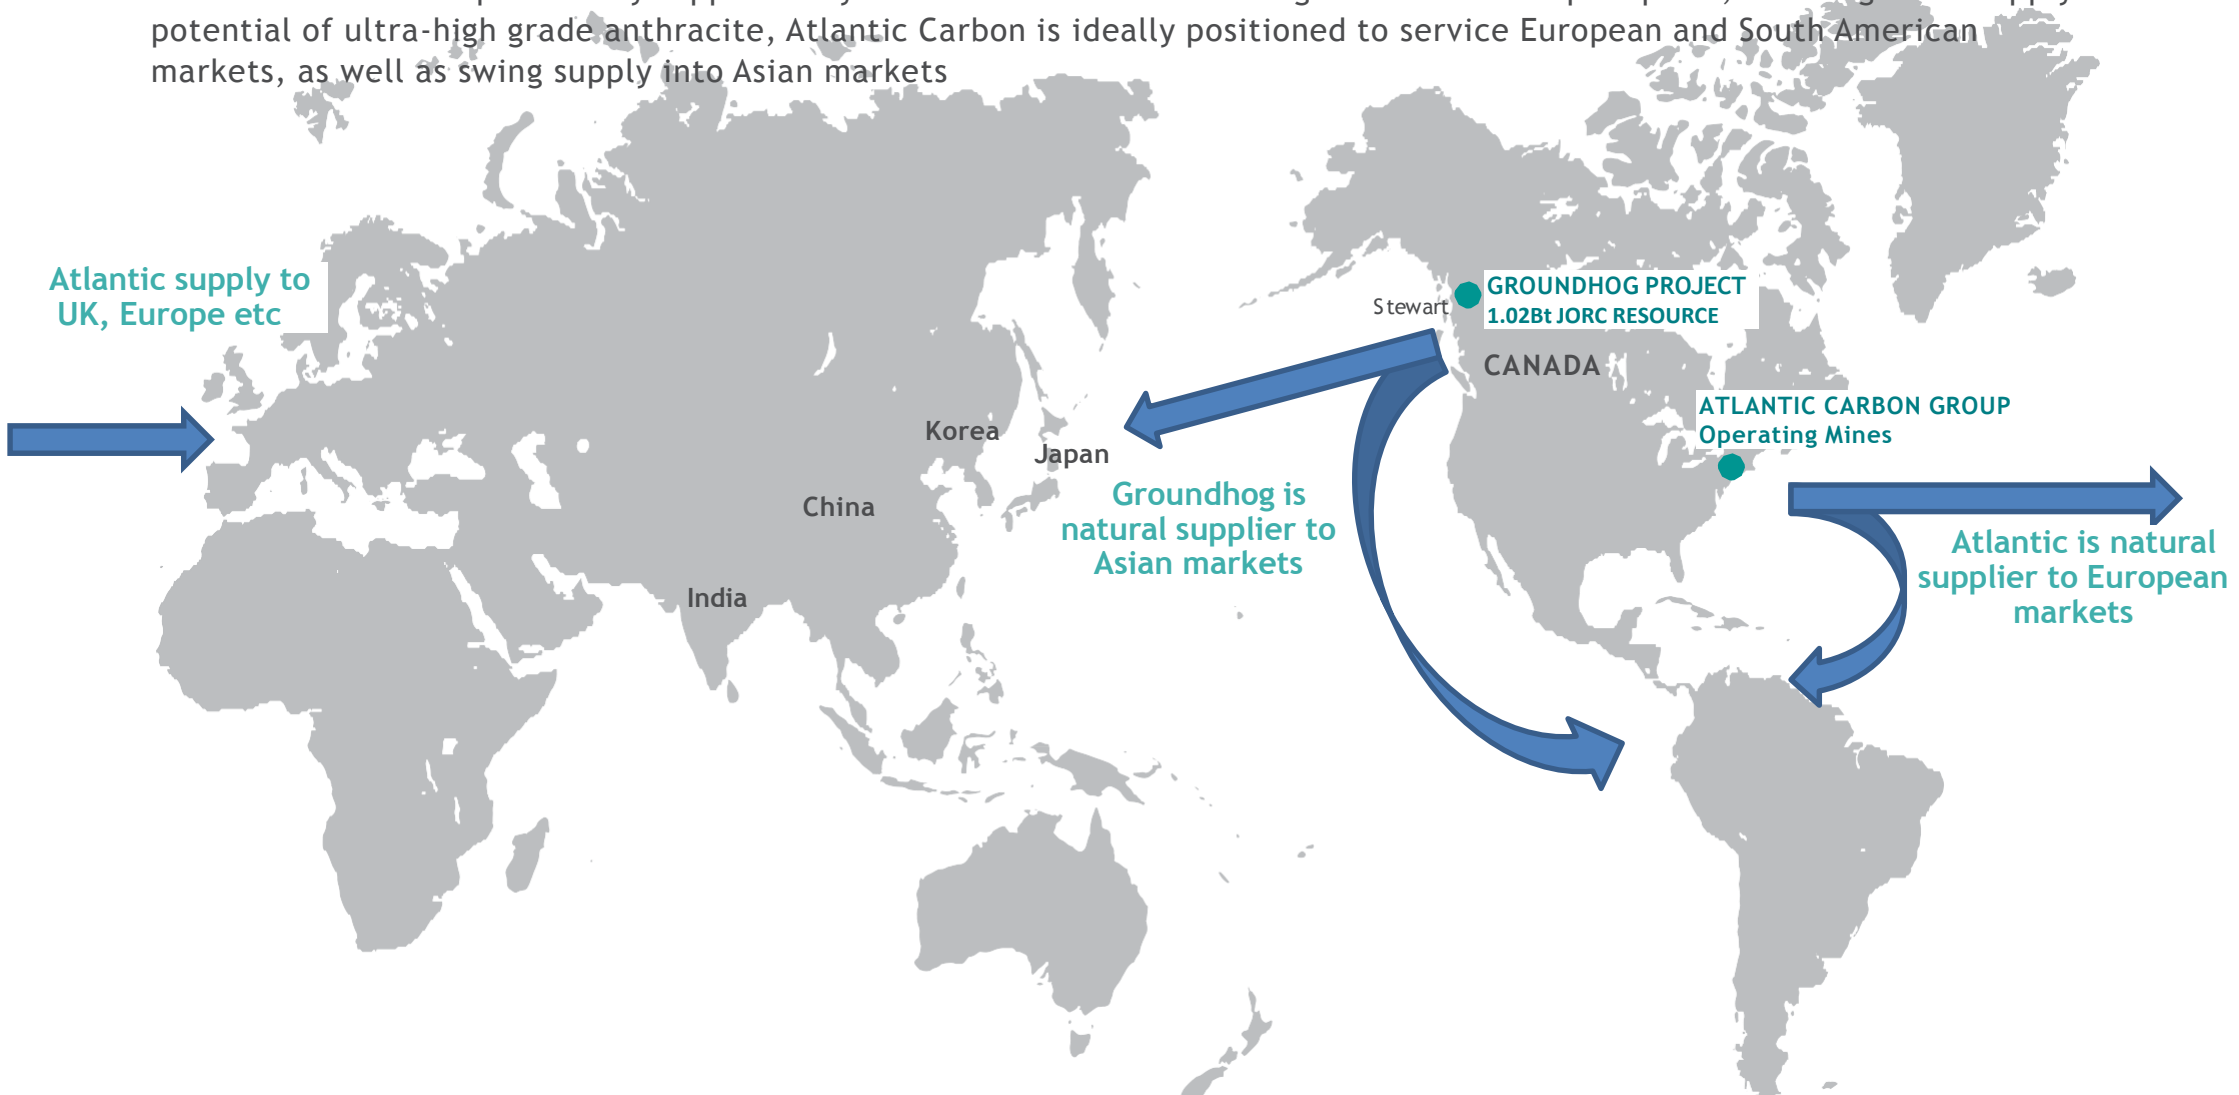 potential of ultra-high grade anthracite, Atlantic Carbon is ideally positioned to service European and South American
markets, as well as swing supply into Asian markets
Atlantic supply to
UK, Europe etc
Stewart
GROUNDHOG PROJECT
1.02Bt JORC RESOURCE
CANADA
ATLANTIC CARBON GROUP
Operating Mines
Korea
Japan
China
India
Groundhog is
natural supplier to
Asian markets
Atlantic is natural
supplier to European
markets